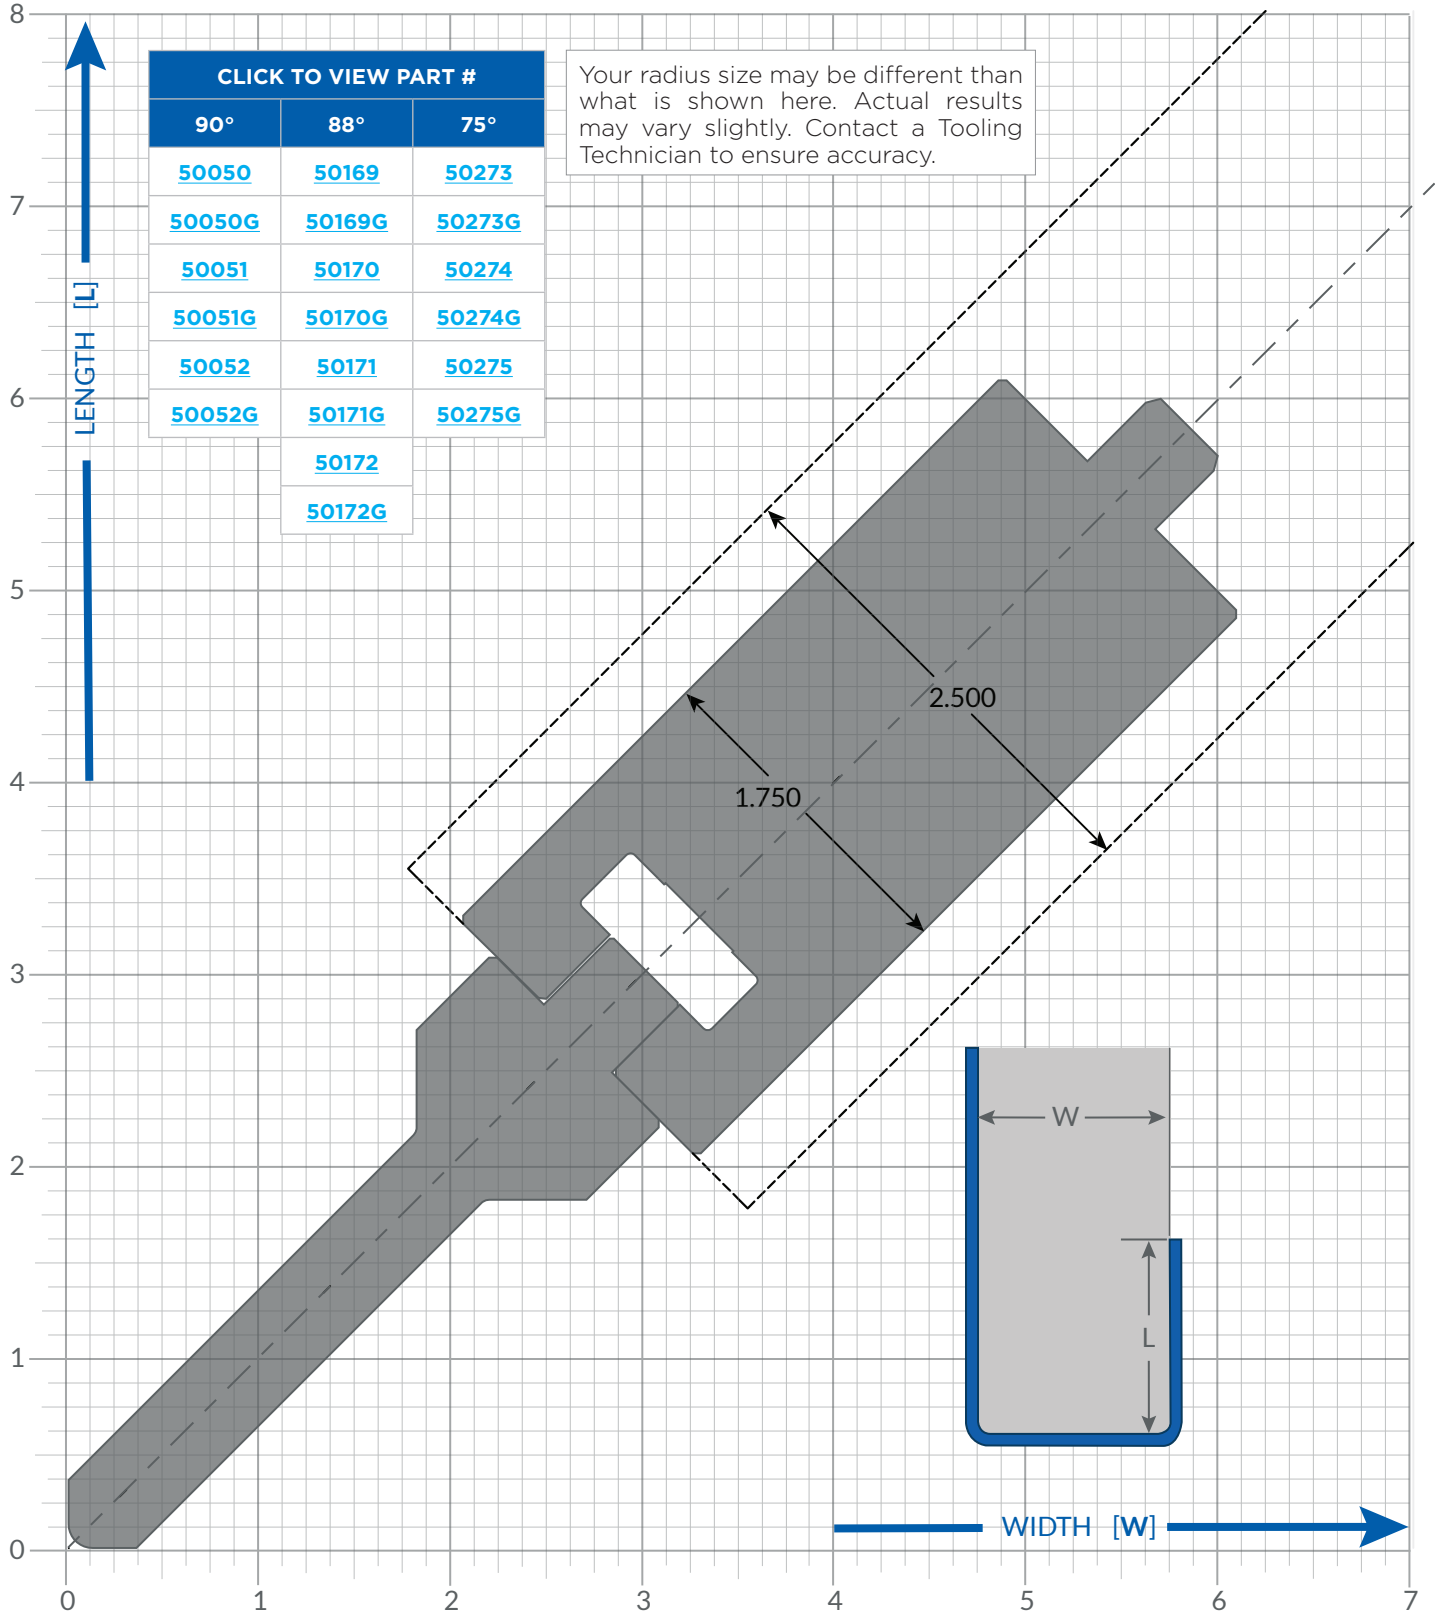 8
7
6
5
4
3
2
1
0
LENGTH [L]
CLICK TO VIEW PART #
90° 88° 75°
50050 50169 50273
50050G 50169G 50273G
50051 50170 50274
50051G 50170G 50274G
50052 50171 50275
50052G 50171G 50275G
50172
50172G
Your radius size may be different than
what is shown here. Actual results
may vary slightly. Contact a Tooling
Technician to ensure accuracy.
2.500
1.750
W
L
WIDTH [W]
0 1 2 3 4 5 6 7